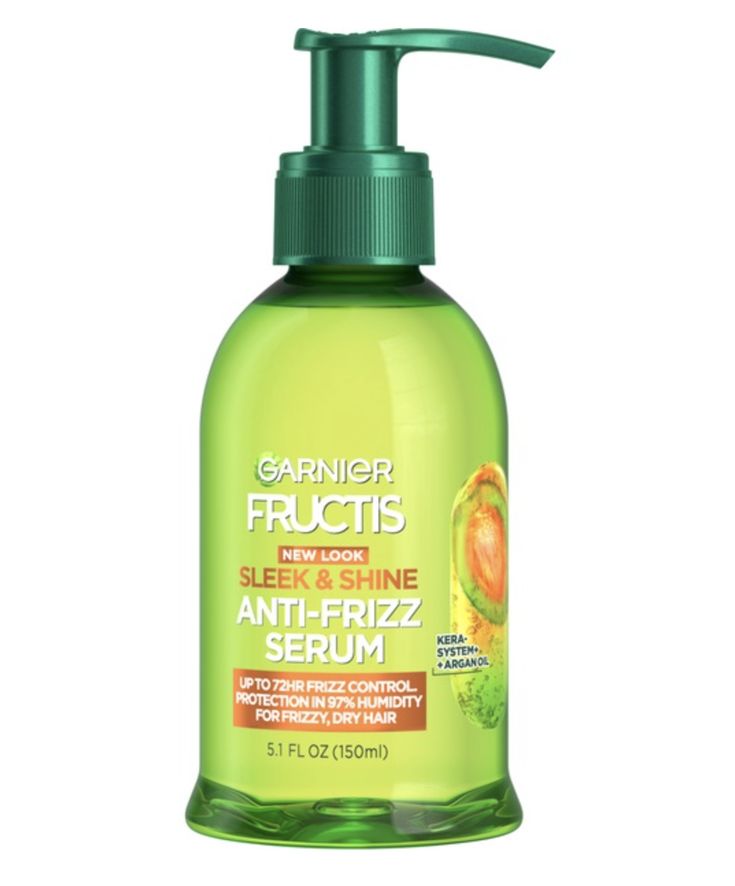 GARNIER
FRUCTIS
NEW LOOK
SLEEK & SHINE
ANTI-FRIZZ
SERUM
KERA-
SYSTEM+
+ARGAN OIL
UP TO 72HR FRIZZ CONTROL.
PROTECTION IN 97% HUMIDITY
FOR FRIZZY, DRY HAIR
5.1 FL OZ (150ml)